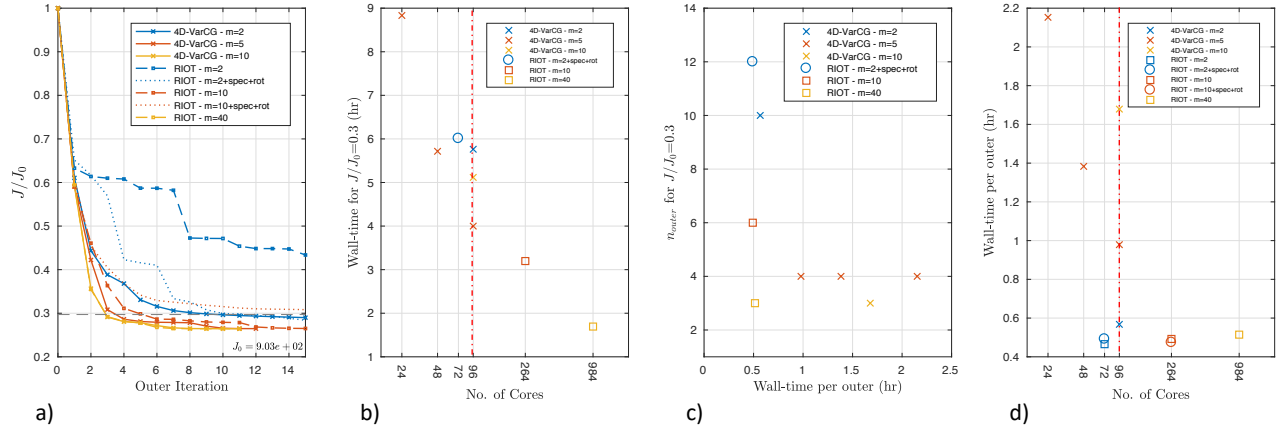 J/J0
1
0.9
0.8
0.7
0.6
0.5
0.4
0.3
0.2
0 2 4 6 8 10 12 14
Outer Iteration
4D-VarCG - m=2
4D-VarCG - m=5
4D-VarCG - m=10
RIOT - m=2
RIOT - m=2+spec+rot
RIOT - m=10
RIOT - m=10+spec+rot
RIOT - m=40
J0 = 9.03e + 02
a)
Wall-time for J/J0=0.3 (hr)
9
8
7
6
5
4
3
2
1
24 48 72 96 264 984
No. of Cores
4D-VarCG - m=2
4D-VarCG - m=5
4D-VarCG - m=10
RIOT - m=2+spec+rot
RIOT - m=10
RIOT - m=40
b)
nouter for J/J0=0.3
14
12
10
8
6
4
2
0 0.5 1 1.5 2
Wall-time per outer (hr)
4D-VarCG - m=2
4D-VarCG - m=5
4D-VarCG - m=10
RIOT - m=2+spec+rot
RIOT - m=10
RIOT - m=40
c)
Wall-time per outer (hr)
2.2
2
1.8
1.6
1.4
1.2
1
0.8
0.6
0.4
24 48 72 96 264 984
No. of Cores
4D-VarCG - m=2
4D-VarCG - m=5
4D-VarCG - m=10
RIOT - m=2
RIOT - m=2+spec+rot
RIOT - m=10
RIOT - m=10+spec+rot
RIOT - m=40
d)